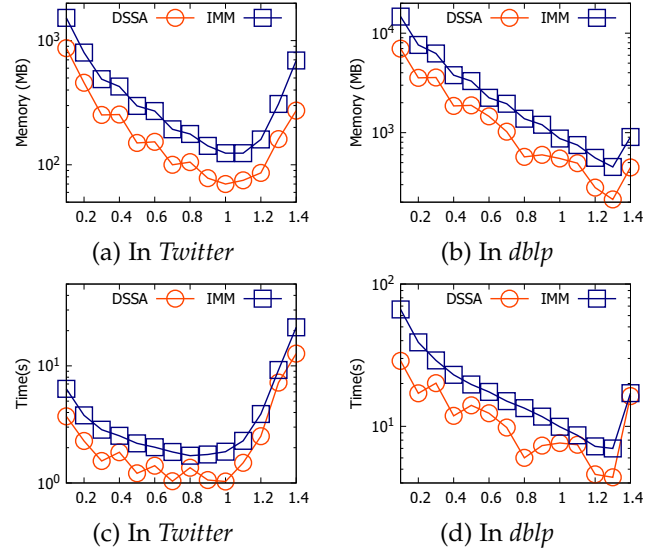 DSSA IMM
10^3
10^2
Memory (MB)
0.2 0.4 0.6 0.8 1 1.2 1.4
(a) In Twitter
DSSA IMM
10^4
10^3
Memory (MB)
0.2 0.4 0.6 0.8 1 1.2 1.4
(b) In dblp
DSSA IMM
10^1
10^0
Time(s)
0.2 0.4 0.6 0.8 1 1.2 1.4
(c) In Twitter
DSSA IMM
10^2
10^1
Time(s)
0.2 0.4 0.6 0.8 1 1.2 1.4
(d) In dblp